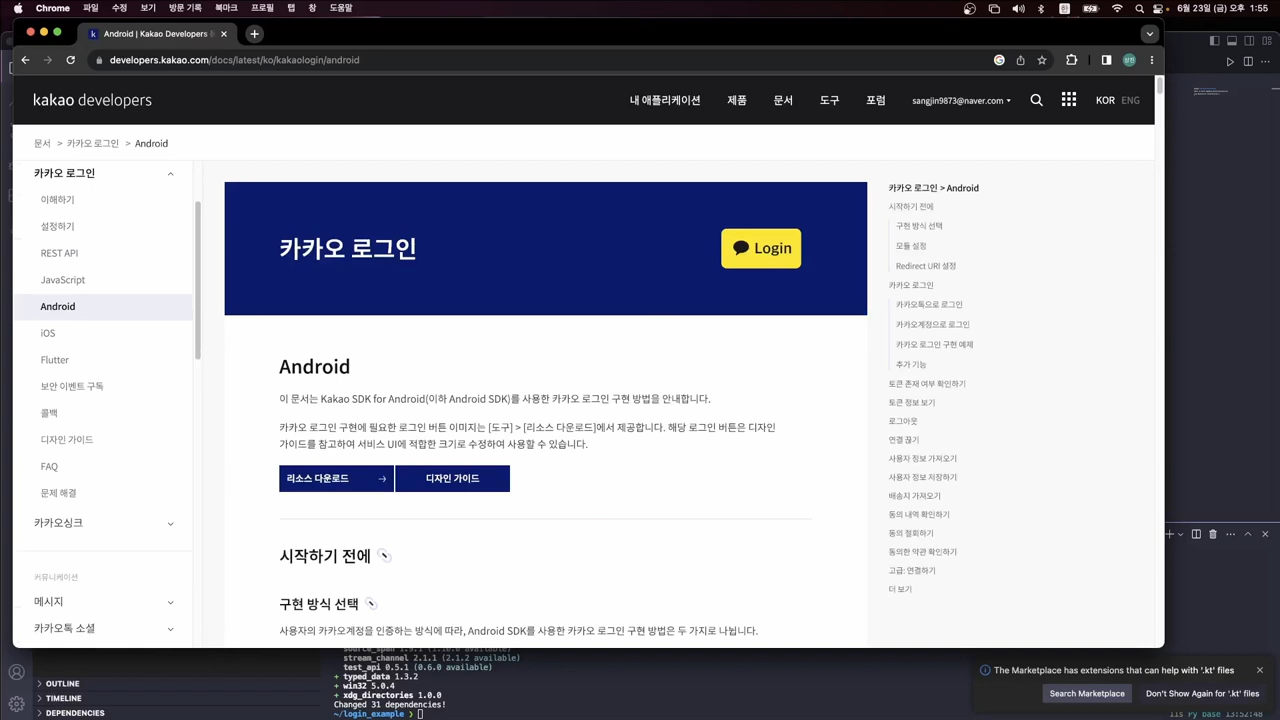 Chrome 파일 수정 보기 방문 기록 북마크 프로필 탭 창 도움말
한 6월 23일 (금) 오후 1:55
Android | Kakao Developers
developers.kakao.com/docs/latest/ko/kakaologin/android
상진
kakao developers
내 애플리케이션 제품 문서 도구 포럼 sangjin9873@naver.com KOR ENG
문서 > 카카오 로그인 > Android
카카오 로그인
이해하기
설정하기
REST API
JavaScript
Android
iOS
Flutter
보안 이벤트 구독
콜백
디자인 가이드
FAQ
문제 해결
카카오싱크
커뮤니케이션
메시지
카카오톡 소셜
카카오 로그인
Login
Android
이 문서는 Kakao SDK for Android(이하 Android SDK)를 사용한 카카오 로그인 구현 방법을 안내합니다.
카카오 로그인 구현에 필요한 로그인 버튼 이미지는 [도구] > [리소스 다운로드]에서 제공합니다. 해당 로그인 버튼은 디자인
가이드를 참고하여 서비스 UI에 적합한 크기로 수정하여 사용할 수 있습니다.
리소스 다운로드 →
디자인 가이드
시작하기 전에
구현 방식 선택
사용자의 카카오계정을 인증하는 방식에 따라, Android SDK를 사용한 카카오 로그인 구현 방법은 두 가지로 나뉩니다.
카카오 로그인 > Android
시작하기 전에
구현 방식 선택
모듈 설정
Redirect URI 설정
카카오 로그인
카카오톡으로 로그인
카카오계정으로 로그인
카카오 로그인 구현 예제
추가 기능
토큰 존재 여부 확인하기
토큰 정보 보기
로그아웃
연결 끊기
사용자 정보 가져오기
사용자 정보 저장하기
배송지 가져오기
동의 내역 확인하기
동의 철회하기
동의한 약관 확인하기
고급: 연결하기
더 보기
OUTLINE
TIMELINE
DEPENDENCIES
stream_channel 2.1.1 (2.1.2 available)
test_api 0.5.1 (0.6.0 available)
+ typed_data 1.3.2
+ win32 5.0.4
+ xdg_directories 1.0.0
Changed 31 dependencies!
~/login_example ❯
The Marketplace has extensions that can help with '.kt' files
Search Marketplace
Don't Show Again for '.kt' files
Py base 13:52:48